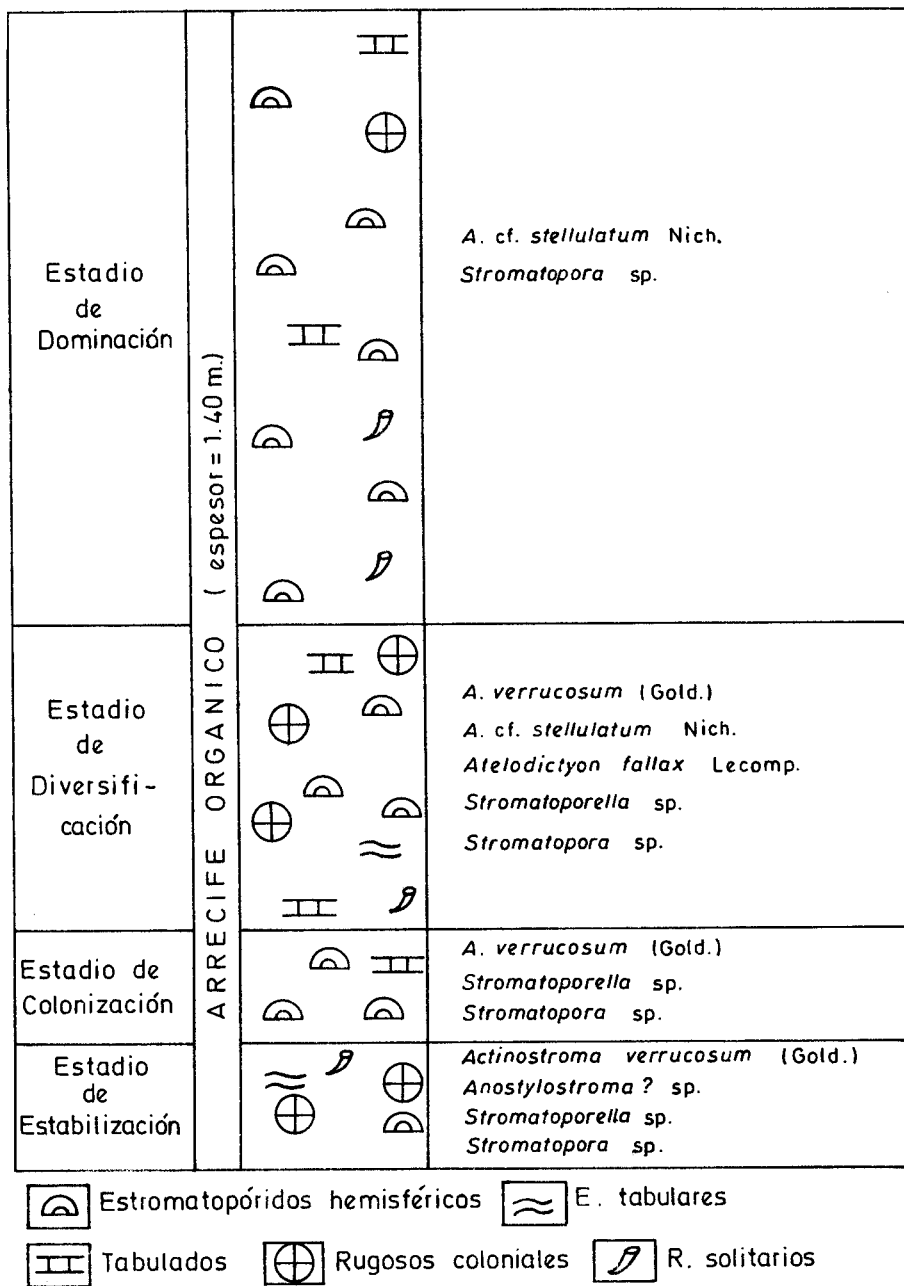 Estadio
de
Dominación
ARRECIFE ORGANICO ( espesor = 1.40 m.)
A. cf. stellulatum Nich.
Stromatopora sp.
Estadio
de
Diversifi-
cación
A. verrucosum (Gold.)
A. cf. stellulatum Nich.
Atelodictyon fallax Lecomp.
Stromatoporella sp.
Stromatopora sp.
Estadio de
Colonización
A. verrucosum (Gold.)
Stromatoporella sp.
Stromatopora sp.
Estadio
de
Estabilización
Actinostroma verrucosum (Gold.)
Anostylostroma ? sp.
Stromatoporella sp.
Stromatopora sp.
Estromatopóridos hemisféricos E. tabulares
Tabulados Rugosos coloniales R. solitarios